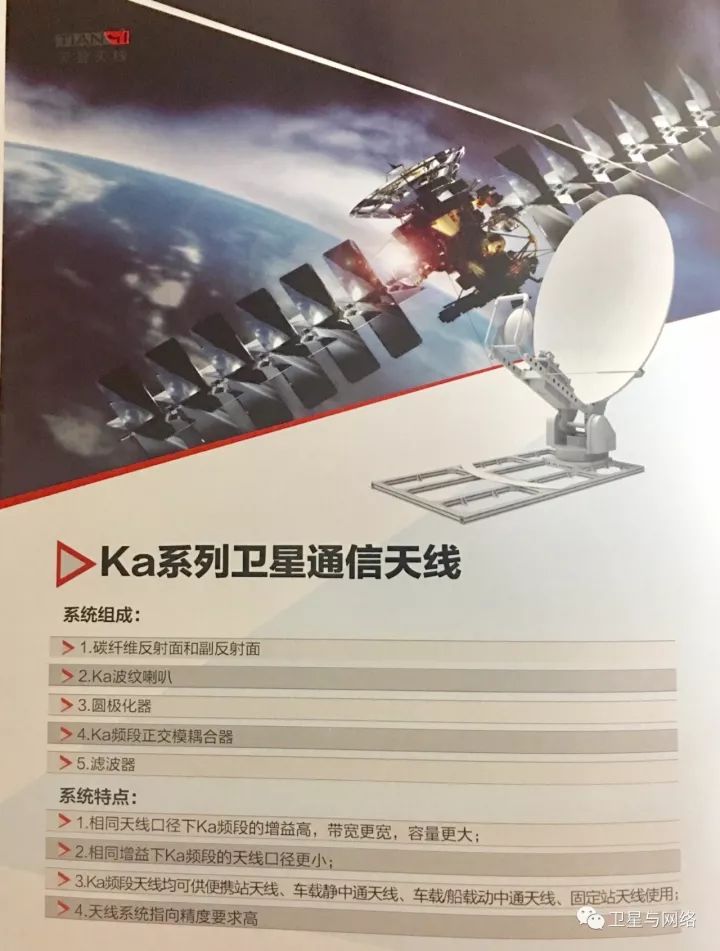 TIANYI
Ka系列卫星通信天线
系统组成：
1.碳纤维反射面和副反射面
2.Ka波纹喇叭
3.圆极化器
4.Ka频段正交模耦合器
5.滤波器
系统特点：
1.相同天线口径下Ka频段的增益高，带宽更宽，容量更大；
2.相同增益下Ka频段的天线口径更小；
3.Ka频段天线均可供便携站天线、车载静中通天线、车载/船载动中通天线、固定站天线使用；
4.天线系统指向精度要求高
卫星与网络